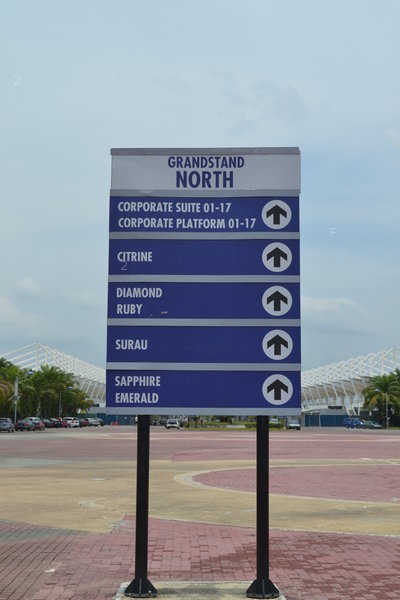 GRANDSTAND
NORTH
CORPORATE SUITE 01-17
CORPORATE PLATFORM 01-17
CITRINE
DIAMOND
RUBY
SURAU
SAPPHIRE
EMERALD